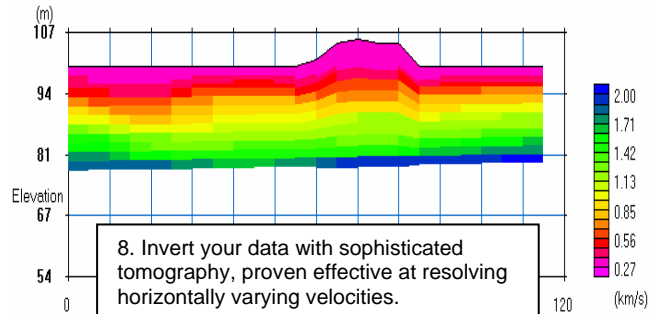 (m)
107
94
81
Elevation
67
54
0
120
8. Invert your data with sophisticated
tomography, proven effective at resolving
horizontally varying velocities.
2.00
1.71
1.42
1.13
0.85
0.56
0.27
(km/s)